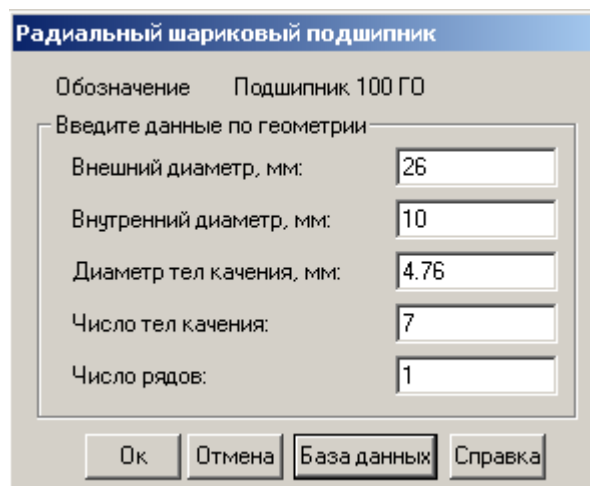 Радиальный шариковый подшипник
Обозначение Подшипник 100 ГО
Введите данные по геометрии
Внешний диаметр, мм: 26
Внутренний диаметр, мм: 10
Диаметр тел качения, мм: 4.76
Число тел качения: 7
Число рядов: 1
Ок Отмена База данных Справка